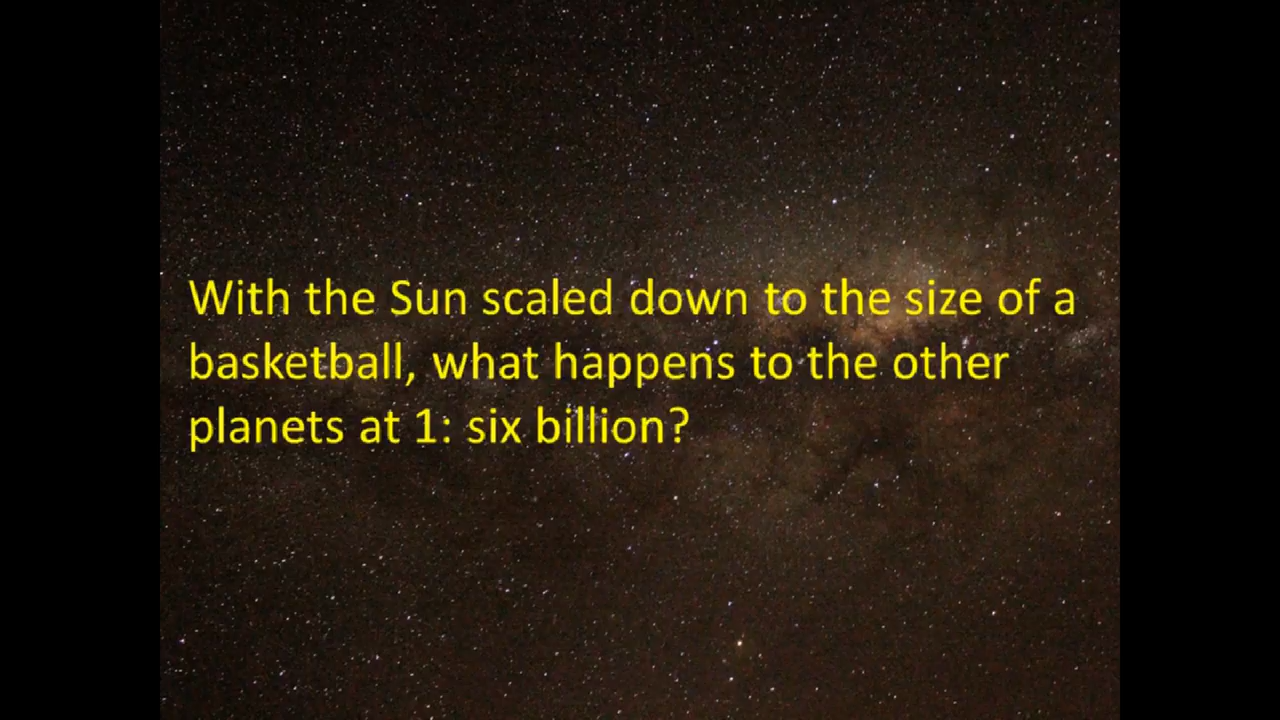 With the Sun scaled down to the size of a
basketball, what happens to the other
planets at 1: six billion?